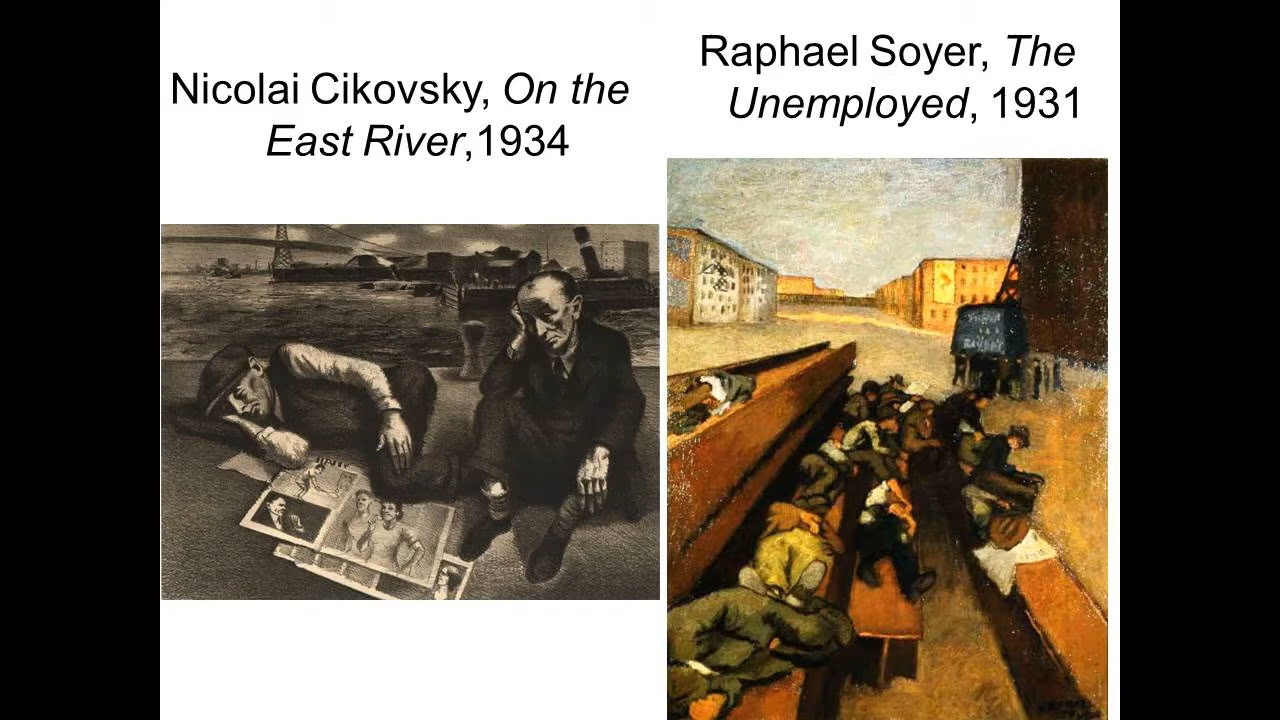 Nicolai Cikovsky, On the
East River,1934
Raphael Soyer, The
Unemployed, 1931